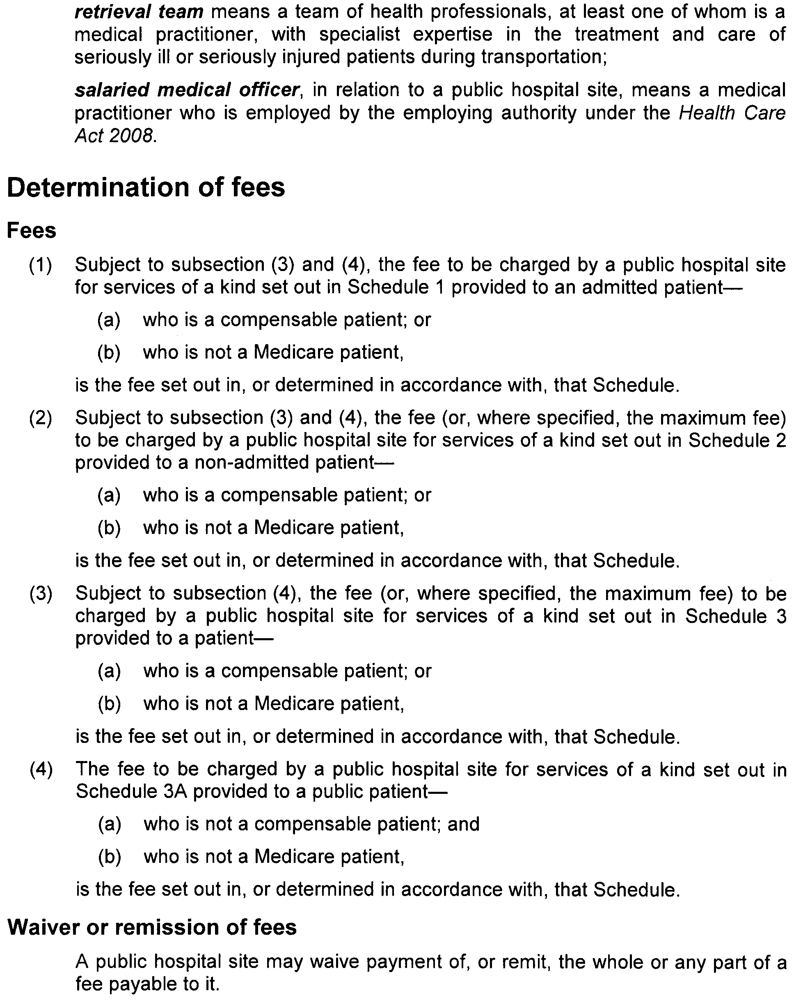 retrieval team means a team of health professionals, at least one of whom is a
medical practitioner, with specialist expertise in the treatment and care of
seriously ill or seriously injured patients during transportation;
salaried medical officer, in relation to a public hospital site, means a medical
practitioner who is employed by the employing authority under the Health Care
Act 2008.
Determination of fees
Fees
(1) Subject to subsection (3) and (4), the fee to be charged by a public hospital site
for services of a kind set out in Schedule 1 provided to an admitted patient—
(a) who is a compensable patient; or
(b) who is not a Medicare patient,
is the fee set out in, or determined in accordance with, that Schedule.
(2) Subject to subsection (3) and (4), the fee (or, where specified, the maximum fee)
to be charged by a public hospital site for services of a kind set out in Schedule 2
provided to a non-admitted patient—
(a) who is a compensable patient; or
(b) who is not a Medicare patient,
is the fee set out in, or determined in accordance with, that Schedule.
(3) Subject to subsection (4), the fee (or, where specified, the maximum fee) to be
charged by a public hospital site for services of a kind set out in Schedule 3
provided to a patient—
(a) who is a compensable patient; or
(b) who is not a Medicare patient,
is the fee set out in, or determined in accordance with, that Schedule.
(4) The fee to be charged by a public hospital site for services of a kind set out in
Schedule 3A provided to a public patient—
(a) who is not a compensable patient; and
(b) who is not a Medicare patient,
is the fee set out in, or determined in accordance with, that Schedule.
Waiver or remission of fees
A public hospital site may waive payment of, or remit, the whole or any part of a
fee payable to it.